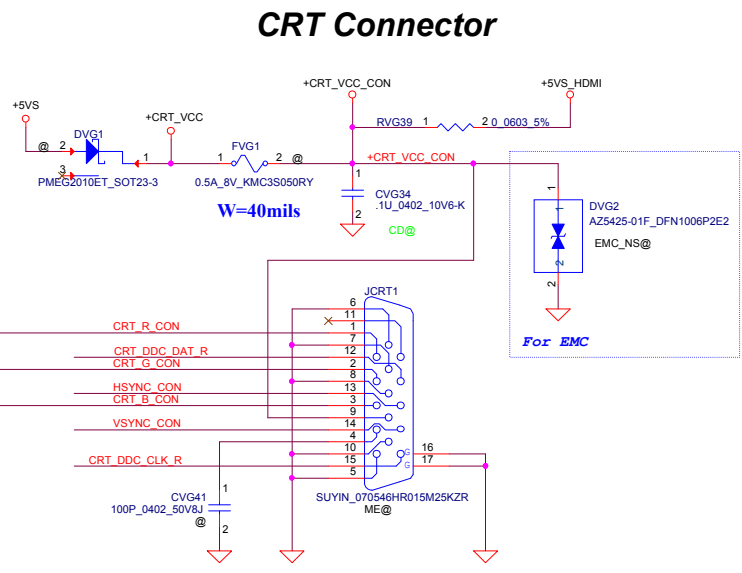 CRT Connector
+CRT_VCC_CON
+5VS_HDMI
+5VS
+CRT_VCC
RVG39 1 2 0_0603_5%
DVG1
@ 2
1
3
PMEG2010ET_SOT23-3
FVG1
1 2 @
0.5A_8V_KMC3S050RY
W=40mils
+CRT_VCC_CON
1
CVG34
.1U_0402_10V6-K
2
CD@
1
1
DVG2
AZ5425-01F_DFN1006P2E2
EMC_NS@
2
2
For EMC
JCRT1
6
11
CRT_R_CON 1
7
CRT_DDC_DAT_R 12
CRT_G_CON 2
8
HSYNC_CON 13
CRT_B_CON 3
9
VSYNC_CON 14
4
10
CRT_DDC_CLK_R 15
5
G 16
G 17
SUYIN_070546HR015M25KZR
ME@
1
CVG41
100P_0402_50V8J
@
2